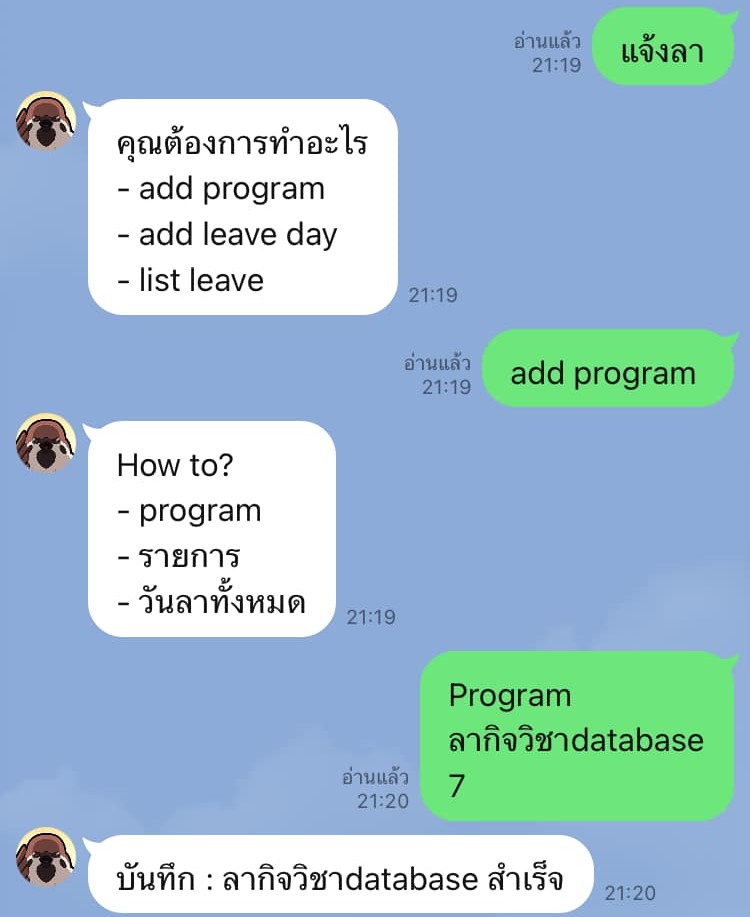 แจ้งลา
อ่านแล้ว
21:19
คุณต้องการทำอะไร
- add program
- add leave day
- list leave
21:19
add program
อ่านแล้ว
21:19
How to?
- program
- รายการ
- วันลาทั้งหมด
21:19
Program
ลากิจวิชาdatabase
7
อ่านแล้ว
21:20
บันทึก : ลากิจวิชาdatabase สำเร็จ
21:20